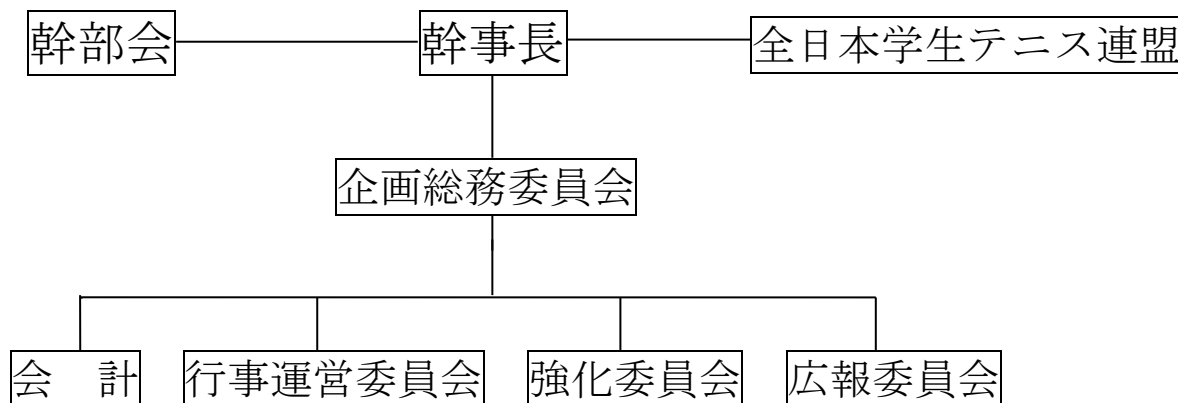 幹部会
幹事長
全日本学生テニス連盟
企画総務委員会
会　計
行事運営委員会
強化委員会
広報委員会